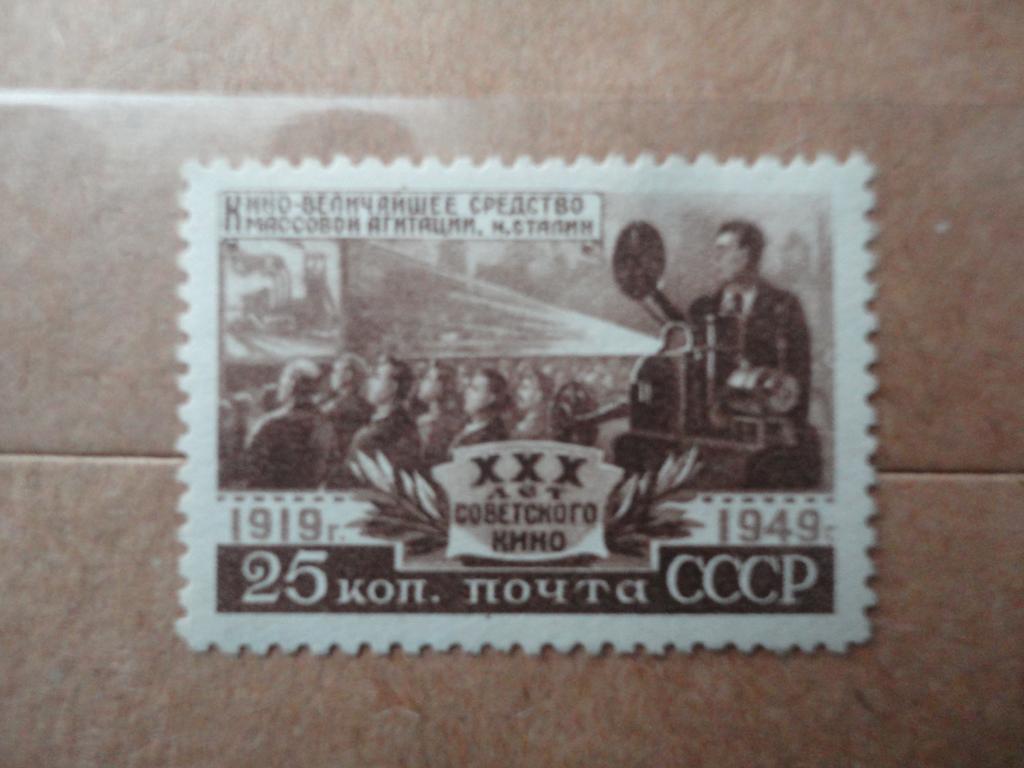 КИНО-ВЕЛИЧАЙШЕЕ СРЕДСТВО
МАССОВОЙ АГИТАЦИИ. И. СТАЛИН
XXX
ЛЕТ
СОВЕТСКОГО
КИНО
1919г.
1949г.
25 коп. почта СССР